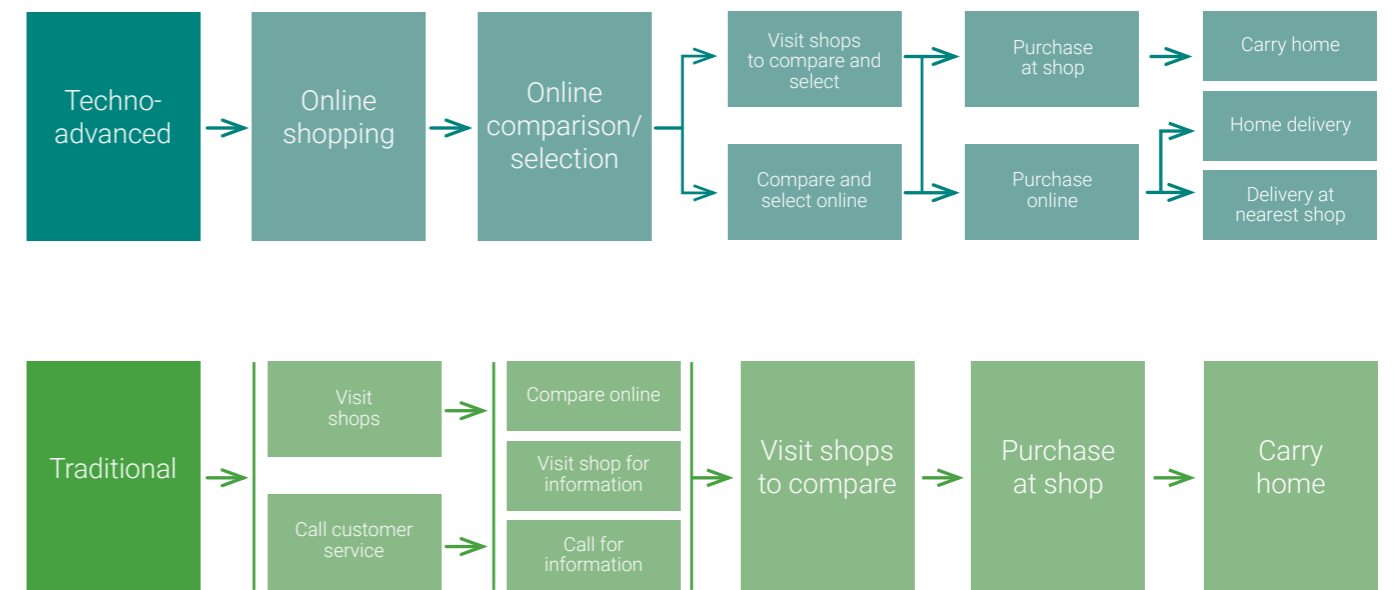 Techno-
advanced
Online
shopping
Online
comparison/
selection
Visit shops
to compare and
select
Compare and
select online
Purchase
at shop
Purchase
online
Carry home
Home delivery
Delivery at
nearest shop
Traditional
Visit
shops
Call customer
service
Compare online
Visit shop for
information
Call for
information
Visit shops
to compare
Purchase
at shop
Carry
home